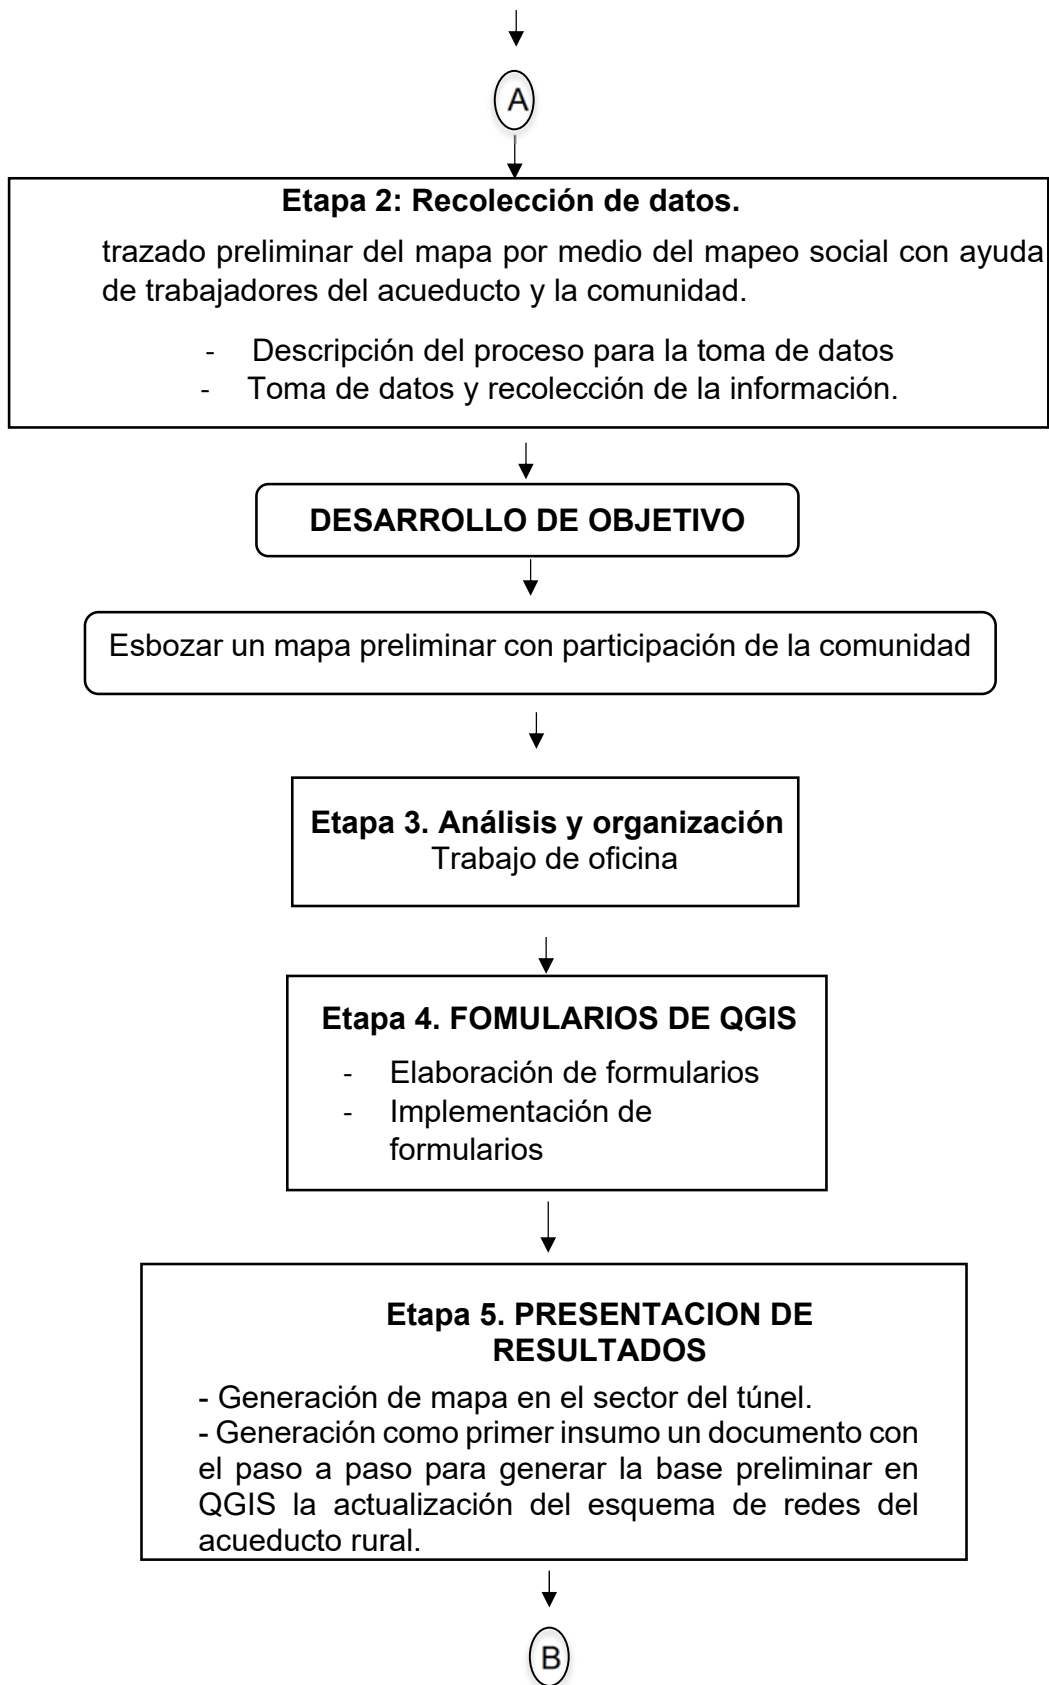 A
Etapa 2: Recolección de datos.
trazado preliminar del mapa por medio del mapeo social con ayuda
de trabajadores del acueducto y la comunidad.
- Descripción del proceso para la toma de datos
- Toma de datos y recolección de la información.
DESARROLLO DE OBJETIVO
Esbozar un mapa preliminar con participación de la comunidad
Etapa 3. Análisis y organización
Trabajo de oficina
Etapa 4. FOMULARIOS DE QGIS
- Elaboración de formularios
- Implementación de
formularios
Etapa 5. PRESENTACION DE
RESULTADOS
- Generación de mapa en el sector del túnel.
- Generación como primer insumo un documento con
el paso a paso para generar la base preliminar en
QGIS la actualización del esquema de redes del
acueducto rural.
B